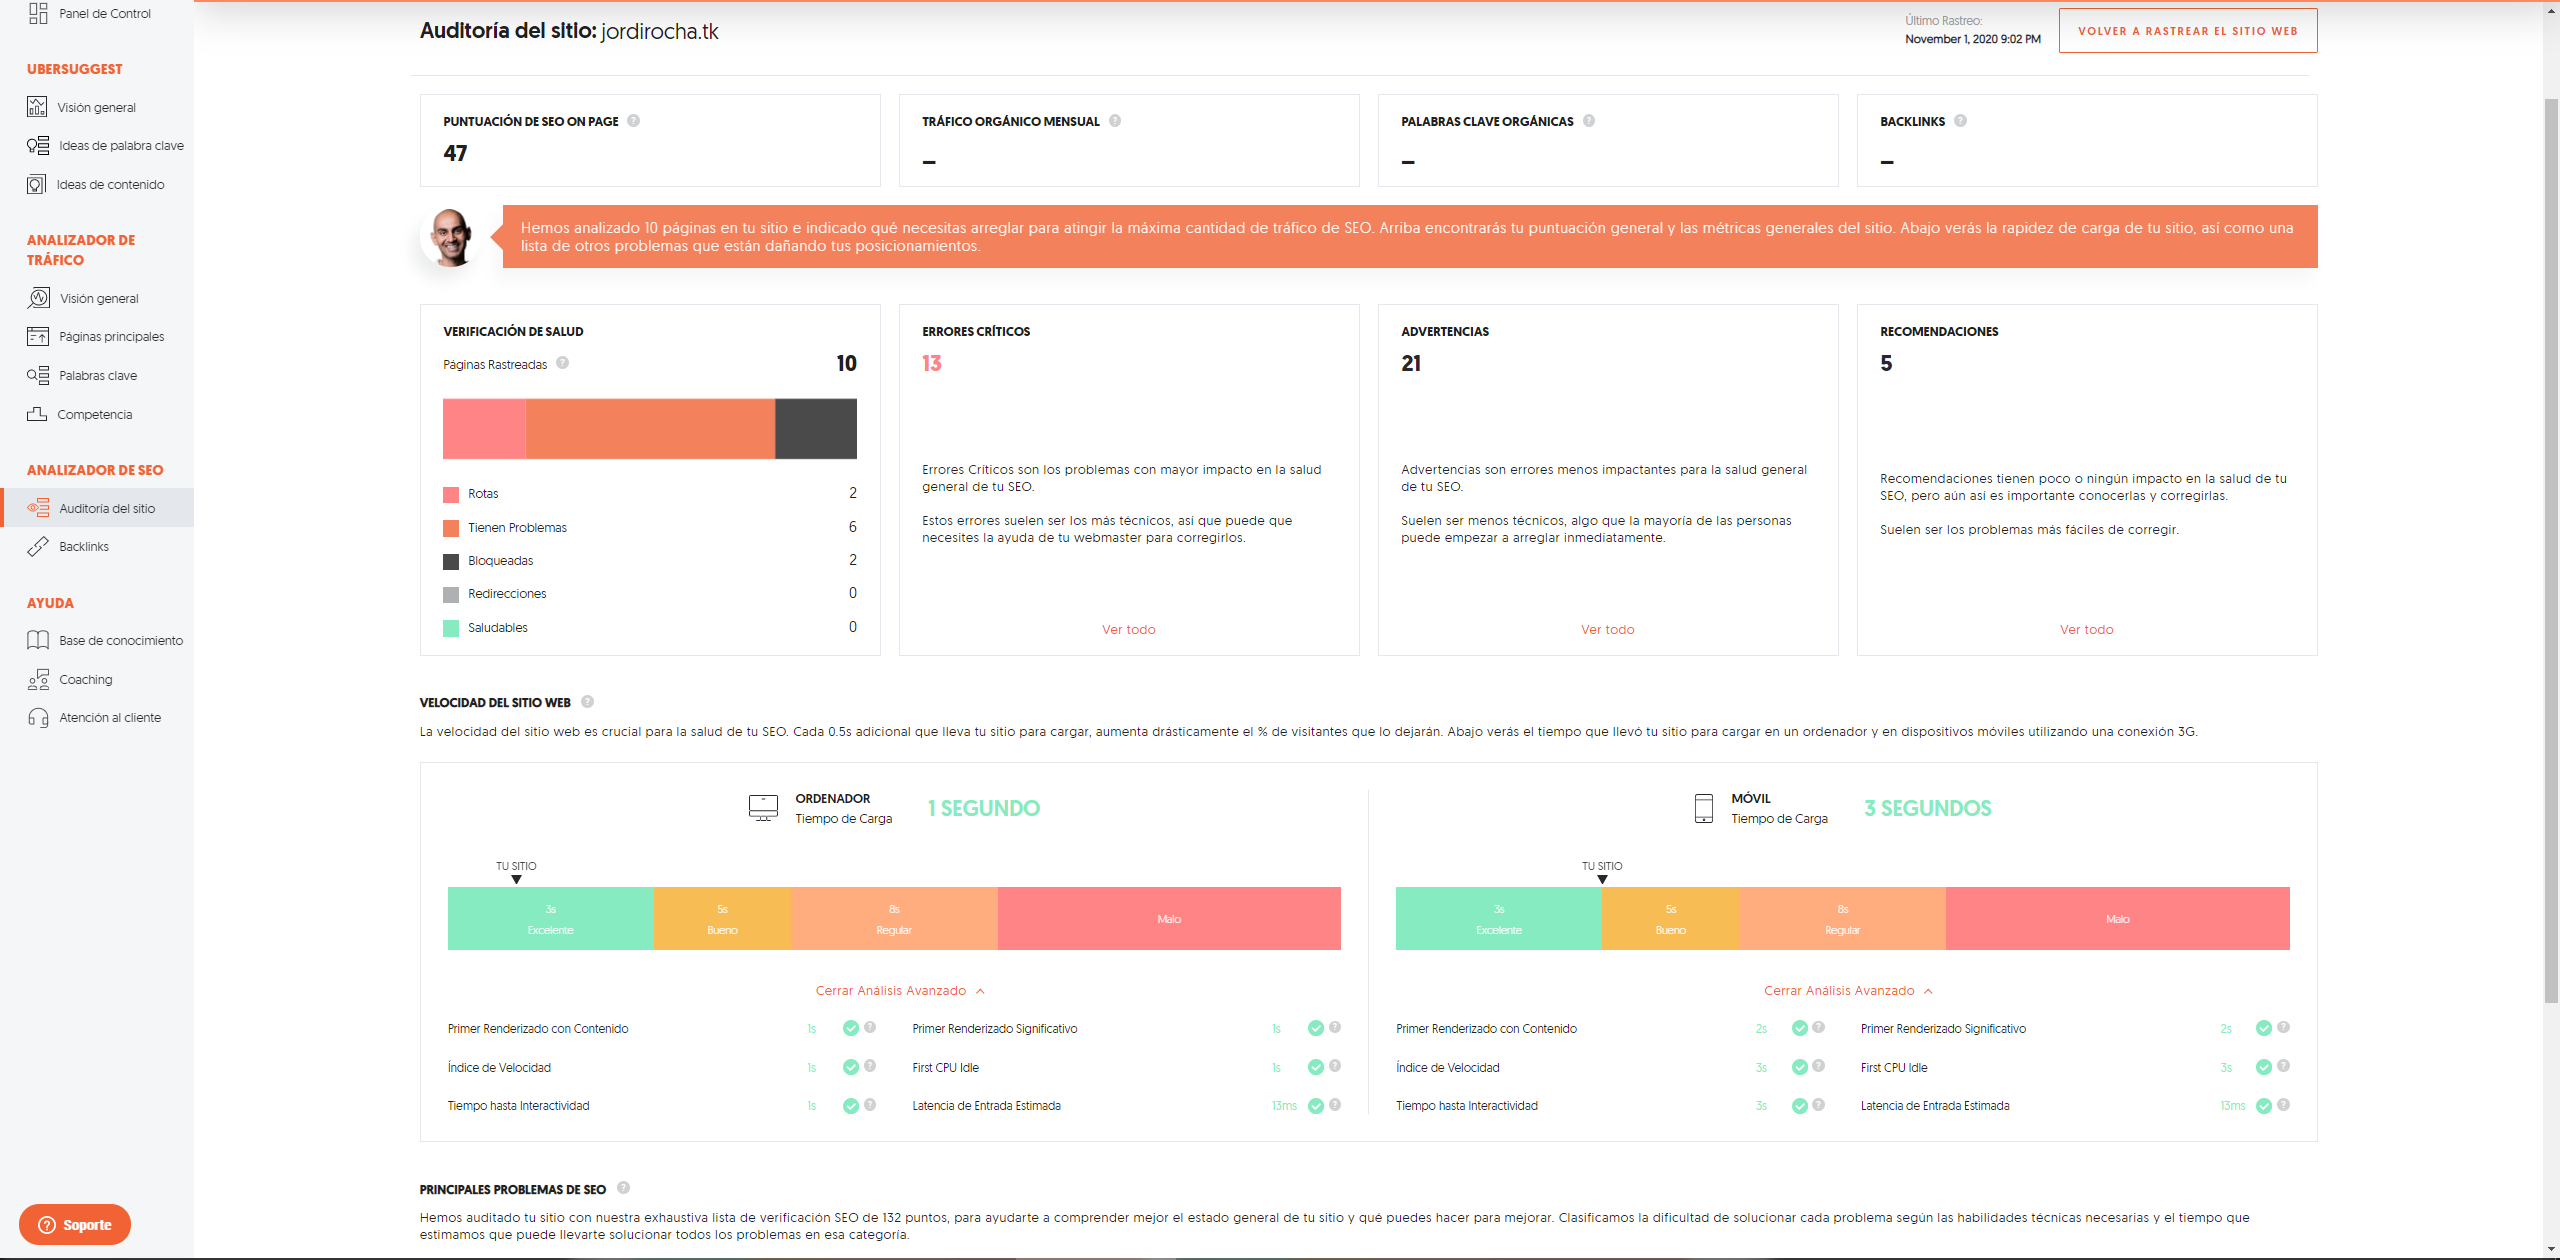 Panel de Control
UBERSUGGEST
Visión general
Ideas de palabra clave
Ideas de contenido
ANALIZADOR DE
TRÁFICO
Visión general
Páginas principales
Palabras clave
Competencia
ANALIZADOR DE SEO
Auditoría del sitio
Backlinks
AYUDA
Base de conocimiento
Coaching
Atención al cliente
? Soporte
Auditoría del sitio: jordirocha.tk
Último Rastreo:
November 1, 2020 9:02 PM
VOLVER A RASTREAR EL SITIO WEB
PUNTUACIÓN DE SEO ON PAGE ?
47
TRÁFICO ORGÁNICO MENSUAL ?
–
PALABRAS CLAVE ORGÁNICAS ?
–
BACKLINKS ?
–
Hemos analizado 10 páginas en tu sitio e indicado qué necesitas arreglar para atingir la máxima cantidad de tráfico de SEO. Arriba encontrarás tu puntuación general y las métricas generales del sitio. Abajo verás la rapidez de carga de tu sitio, así como una
lista de otros problemas que están dañando tus posicionamientos.
VERIFICACIÓN DE SALUD
Páginas Rastreadas ? 10
Rotas 2
Tienen Problemas 6
Bloqueadas 2
Redirecciones 0
Saludables 0
ERRORES CRÍTICOS
13
Errores Críticos son los problemas con mayor impacto en la salud
general de tu SEO.
Estos errores suelen ser los más técnicos, así que puede que
necesites la ayuda de tu webmaster para corregirlos.
Ver todo
ADVERTENCIAS
21
Advertencias son errores menos impactantes para la salud general
de tu SEO.
Suelen ser menos técnicos, algo que la mayoría de las personas
puede empezar a arreglar inmediatamente.
Ver todo
RECOMENDACIONES
5
Recomendaciones tienen poco o ningún impacto en la salud de tu
SEO, pero aún así es importante conocerlas y corregirlas.
Suelen ser los problemas más fáciles de corregir.
Ver todo
VELOCIDAD DEL SITIO WEB ?
La velocidad del sitio web es crucial para la salud de tu SEO. Cada 0.5s adicional que lleva tu sitio para cargar, aumenta drásticamente el % de visitantes que lo dejarán. Abajo verás el tiempo que llevó tu sitio para cargar en un ordenador y en dispositivos móviles utilizando una conexión 3G.
ORDENADOR
Tiempo de Carga
1 SEGUNDO
TU SITIO
3s
Excelente
5s
Bueno
8s
Regular
Malo
Cerrar Análisis Avanzado
Primer Renderizado con Contenido 1s ? Primer Renderizado Significativo 1s ?
Índice de Velocidad 1s ? First CPU Idle 1s ?
Tiempo hasta Interactividad 1s ? Latencia de Entrada Estimada 13ms ?
MÓVIL
Tiempo de Carga
3 SEGUNDOS
TU SITIO
3s
Excelente
5s
Bueno
8s
Regular
Malo
Cerrar Análisis Avanzado
Primer Renderizado con Contenido 2s ? Primer Renderizado Significativo 2s ?
Índice de Velocidad 3s ? First CPU Idle 3s ?
Tiempo hasta Interactividad 3s ? Latencia de Entrada Estimada 13ms ?
PRINCIPALES PROBLEMAS DE SEO ?
Hemos auditado tu sitio con nuestra exhaustiva lista de verificación SEO de 132 puntos, para ayudarte a comprender mejor el estado general de tu sitio y qué puedes hacer para mejorar. Clasificamos la dificultad de solucionar cada problema según las habilidades técnicas necesarias y el tiempo que
estimamos que puede llevarte solucionar todos los problemas en esa categoría.